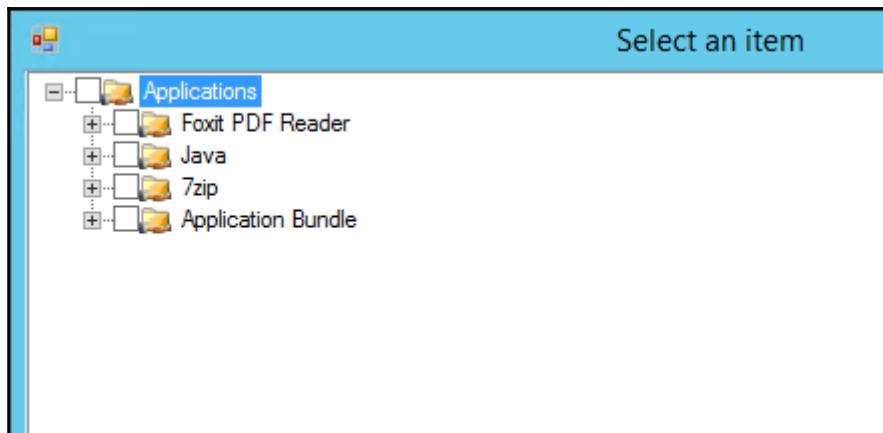 Select an item
Applications
Foxit PDF Reader
Java
7zip
Application Bundle